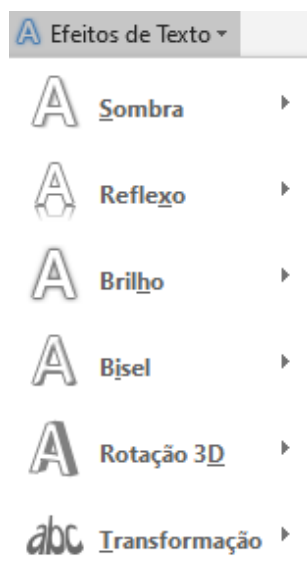 A Efeitos de Texto
A Sombra
A Reflexo
A Brilho
A Bisel
A Rotação 3D
abc Transformação